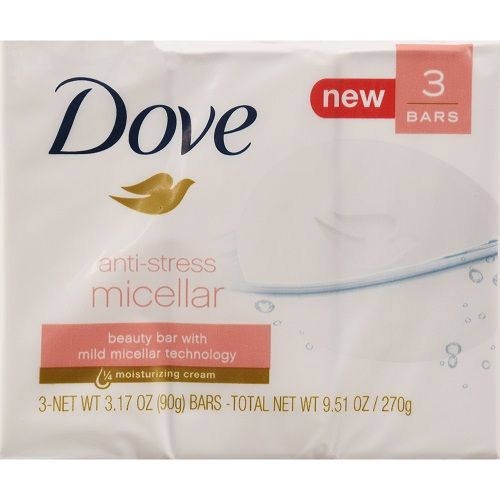 new
3
BARS
Dove
anti-stress
micellar
beauty bar with
mild micellar technology
¼ moisturizing cream
3-NET WT 3.17 OZ (90g) BARS -TOTAL NET WT 9.51 OZ / 270g